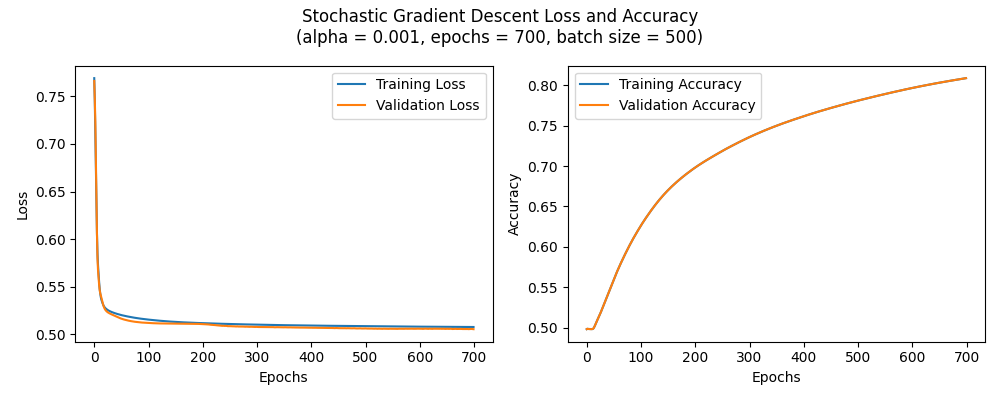 Stochastic Gradient Descent Loss and Accuracy
(alpha = 0.001, epochs = 700, batch size = 500)
Training Loss
Validation Loss
0.75
0.70
0.65
0.60
0.55
0.50
Loss
0 100 200 300 400 500 600 700
Epochs
Training Accuracy
Validation Accuracy
0.80
0.75
0.70
0.65
0.60
0.55
0.50
Accuracy
0 100 200 300 400 500 600 700
Epochs